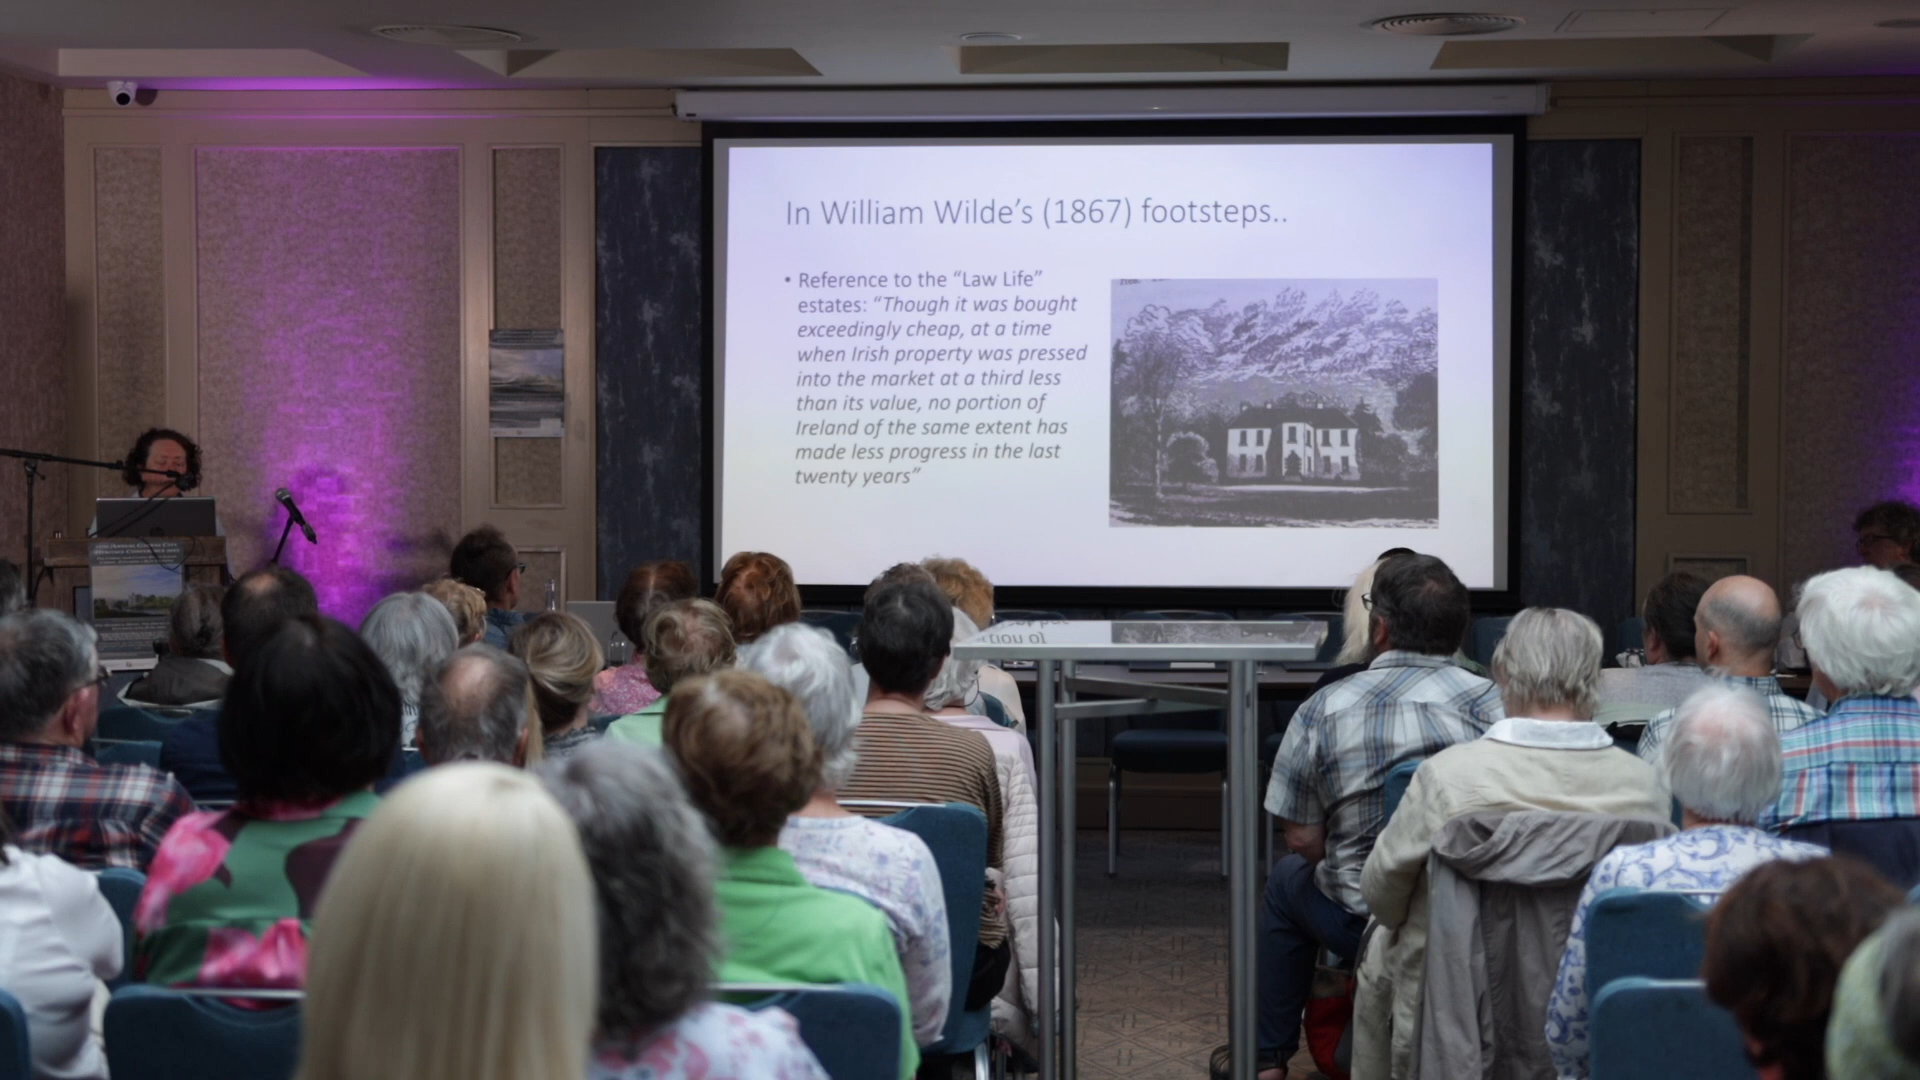 In William Wilde's (1867) footsteps..
• Reference to the “Law Life”
estates: “Though it was bought
exceedingly cheap, at a time
when Irish property was pressed
into the market at a third less
than its value, no portion of
Ireland of the same extent has
made less progress in the last
twenty years”